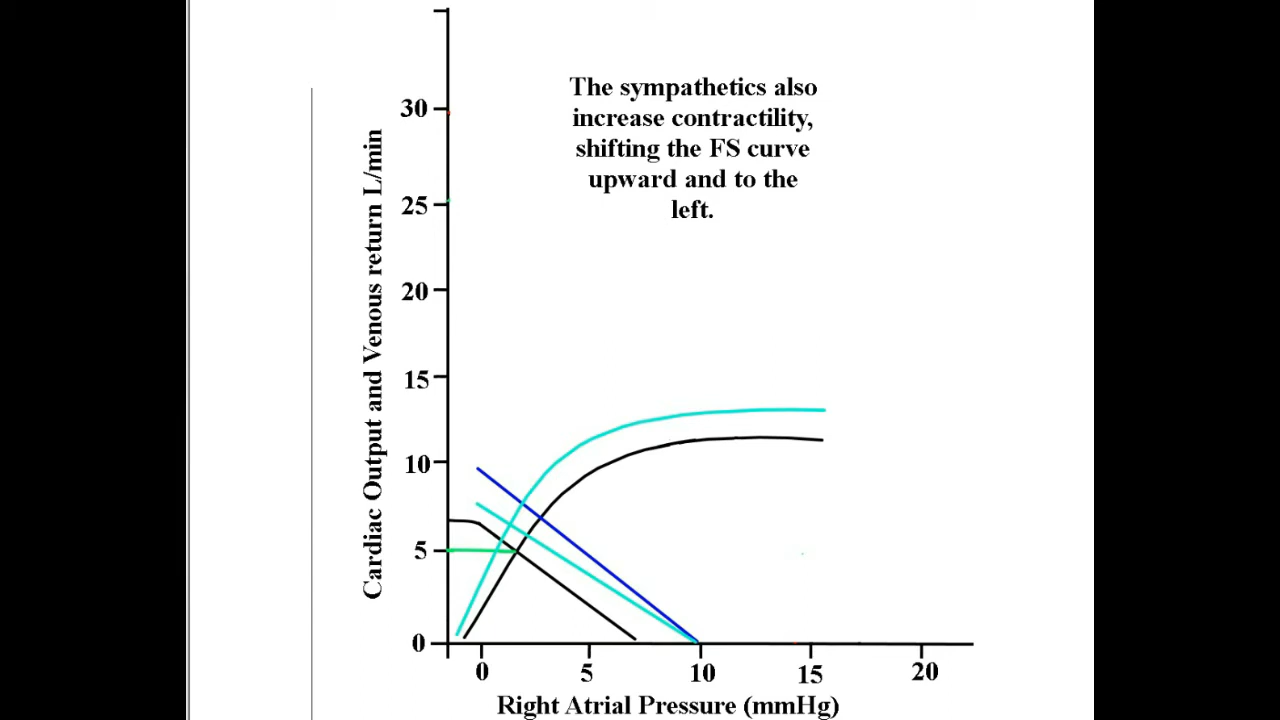 The sympathetics also
increase contractility,
shifting the FS curve
upward and to the
left.
Cardiac Output and Venous return L/min
30
25
20
15
10
5
0
0 5 10 15 20
Right Atrial Pressure (mmHg)